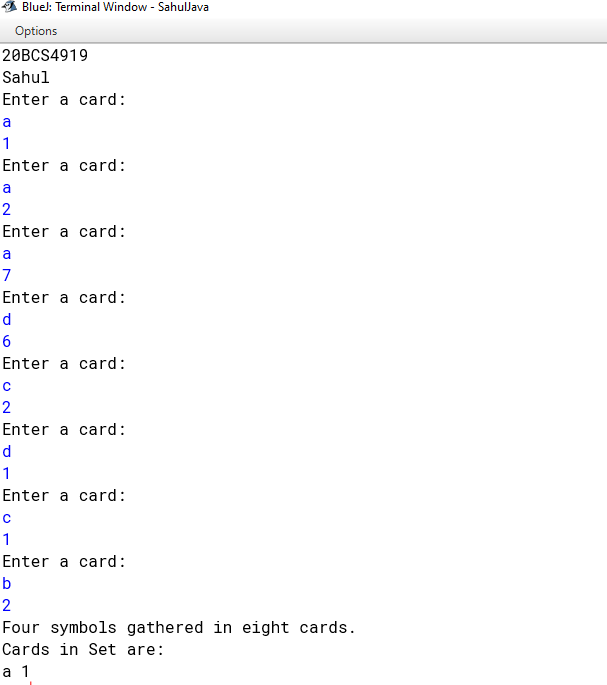 BlueJ: Terminal Window - SahulJava
Options
20BCS4919
Sahul
Enter a card:
a
1
Enter a card:
a
2
Enter a card:
a
7
Enter a card:
d
6
Enter a card:
c
2
Enter a card:
d
1
Enter a card:
c
1
Enter a card:
b
2
Four symbols gathered in eight cards.
Cards in Set are:
a 1